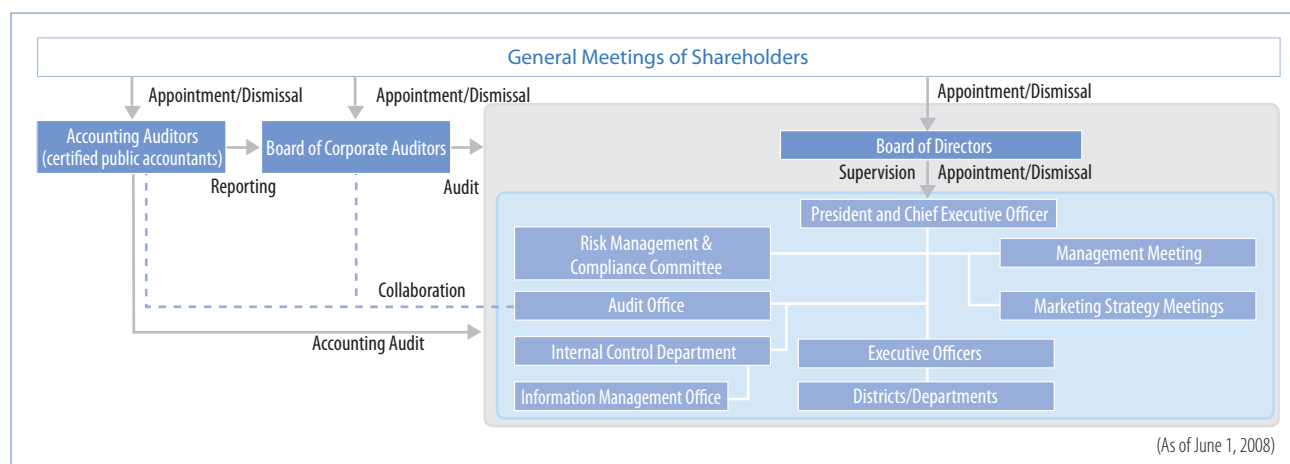 General Meetings of Shareholders
Appointment/Dismissal
Appointment/Dismissal
Appointment/Dismissal
Accounting Auditors
(certified public accountants)
Board of Corporate Auditors
Board of Directors
Reporting
Audit
Supervision
Appointment/Dismissal
President and Chief Executive Officer
Risk Management &
Compliance Committee
Management Meeting
Collaboration
Audit Office
Marketing Strategy Meetings
Accounting Audit
Internal Control Department
Executive Officers
Information Management Office
Districts/Departments
(As of June 1, 2008)